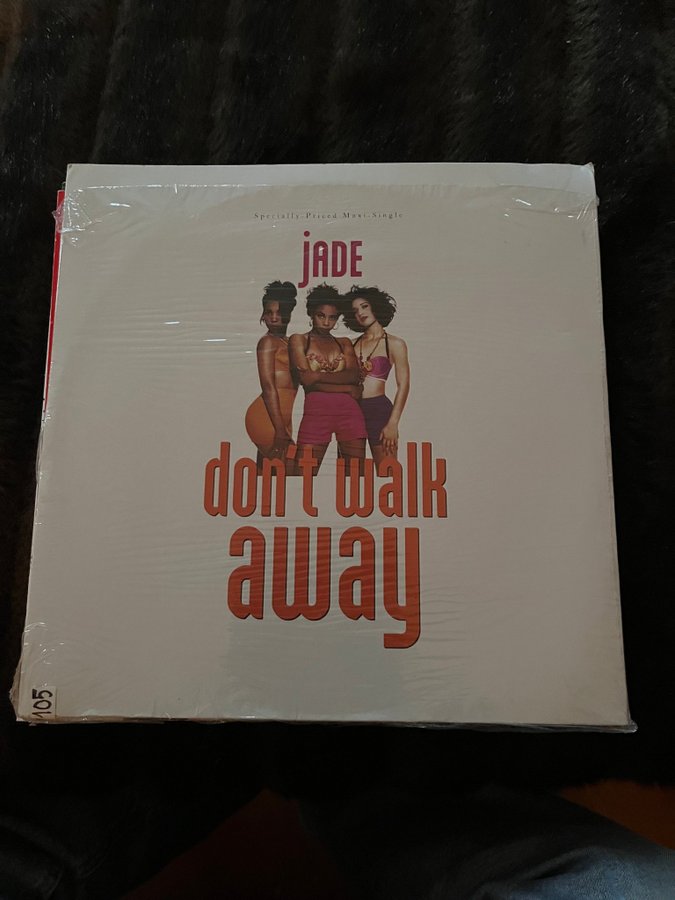 Specially-Priced Maxi-Single
jADE
don't walk
away
105